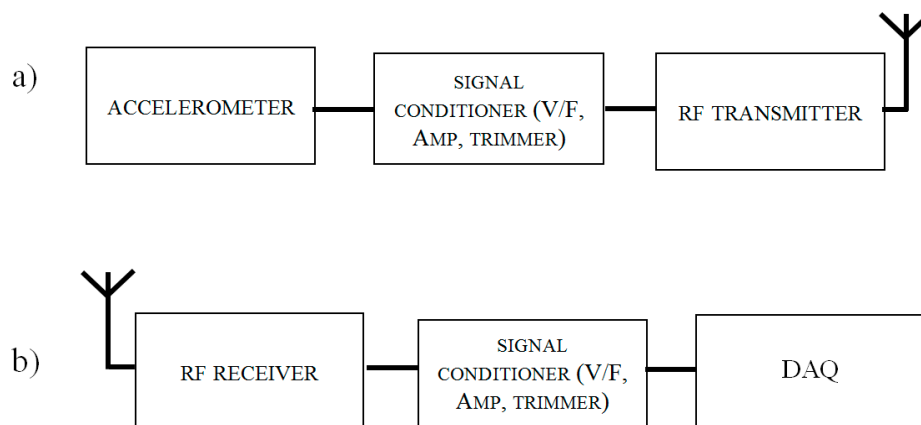 a)
ACCELEROMETER
SIGNAL
CONDITIONER (V/F,
AMP, TRIMMER)
RF TRANSMITTER
b)
RF RECEIVER
SIGNAL
CONDITIONER (V/F,
AMP, TRIMMER)
DAQ